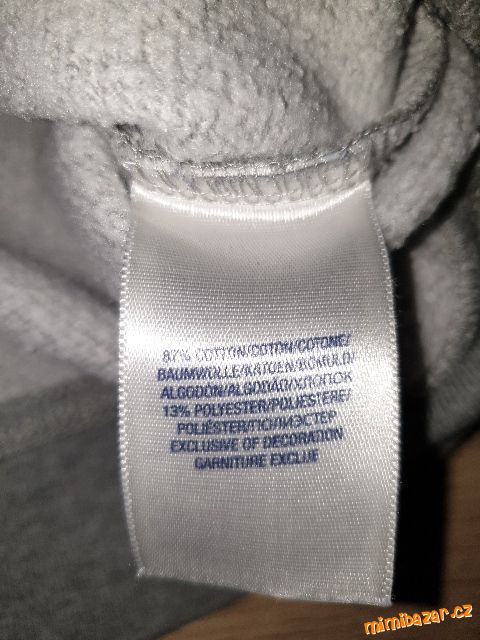 87% COTTON/COTON/COTONE/
BAUMWOLLE/KATOEN/BOMULD/
ALGODÓN/ALGODÃO/ХЛОПОК
13% POLYESTER/POLIESTERE/
POLIÉSTER/ПОЛИЭСТЕР
EXCLUSIVE OF DECORATION
GARNITURE EXCLUE
mimibazar.cz